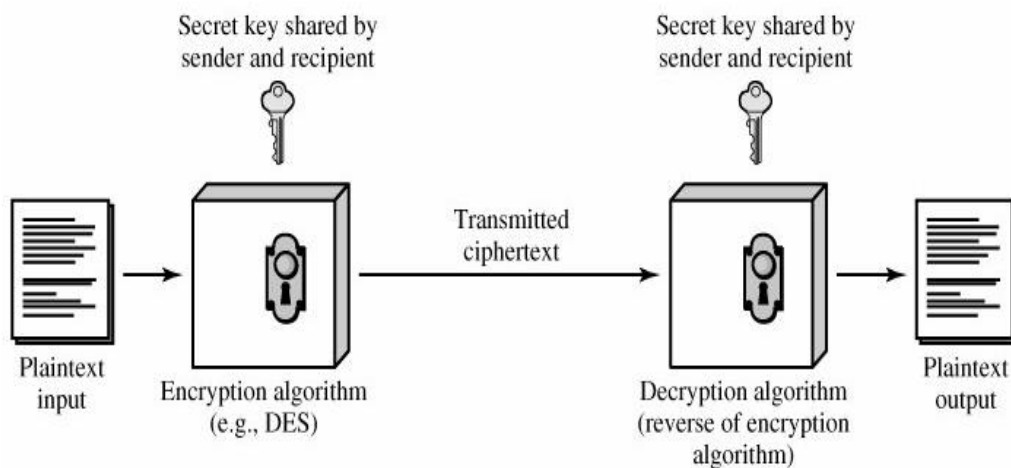 Secret key shared by
sender and recipient
Secret key shared by
sender and recipient
Transmitted
ciphertext
Plaintext
input
Encryption algorithm
(e.g., DES)
Decryption algorithm
(reverse of encryption
algorithm)
Plaintext
output